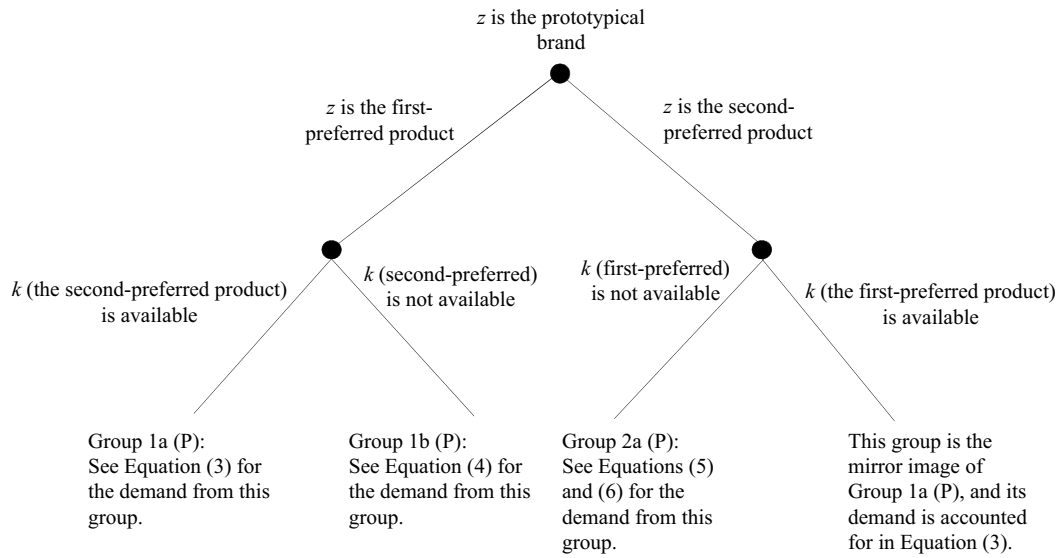 z is the prototypical
brand
z is the first-
preferred product
z is the second-
preferred product
k (the second-preferred product)
is available
k (second-preferred)
is not available
k (first-preferred)
is not available
k (the first-preferred product)
is available
Group 1a (P):
See Equation (3) for
the demand from this
group.
Group 1b (P):
See Equation (4) for
the demand from this
group.
Group 2a (P):
See Equations (5)
and (6) for the
demand from this
group.
This group is the
mirror image of
Group 1a (P), and its
demand is accounted
for in Equation (3).